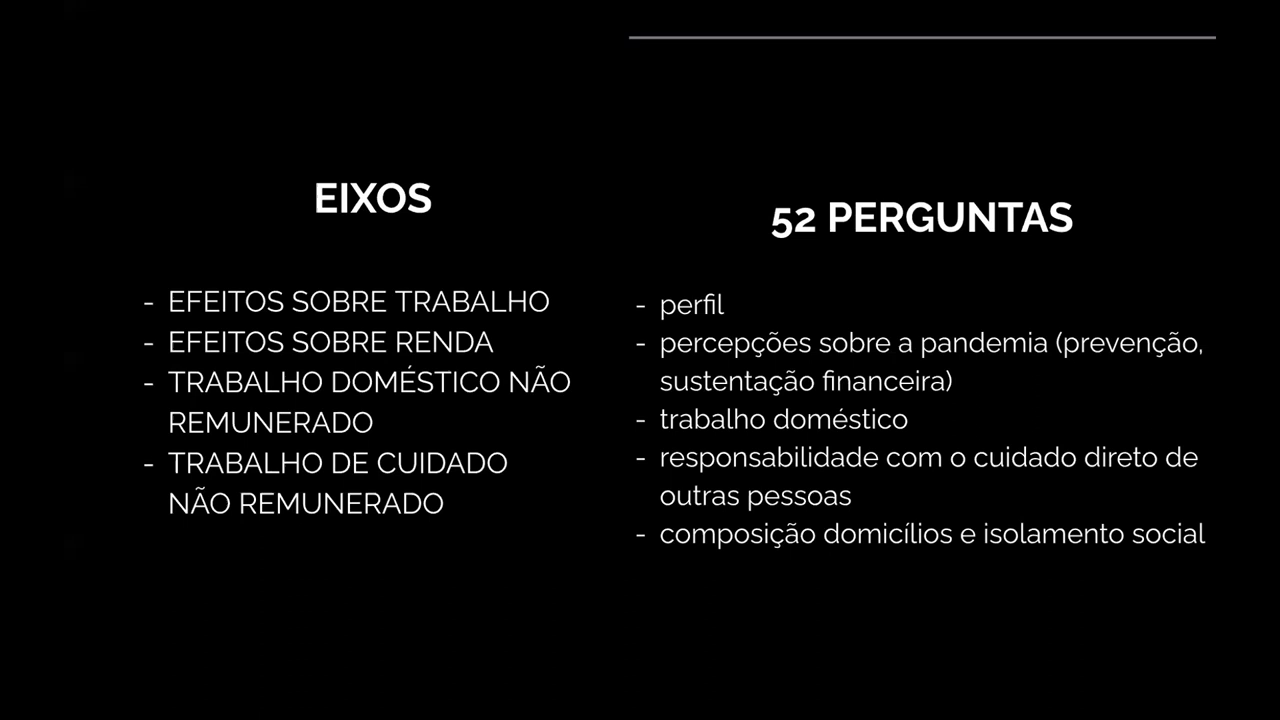 EIXOS
- EFEITOS SOBRE TRABALHO
- EFEITOS SOBRE RENDA
- TRABALHO DOMÉSTICO NÃO
REMUNERADO
- TRABALHO DE CUIDADO
NÃO REMUNERADO
52 PERGUNTAS
- perfil
- percepções sobre a pandemia (prevenção,
sustentação financeira)
- trabalho doméstico
- responsabilidade com o cuidado direto de
outras pessoas
- composição domicílios e isolamento social